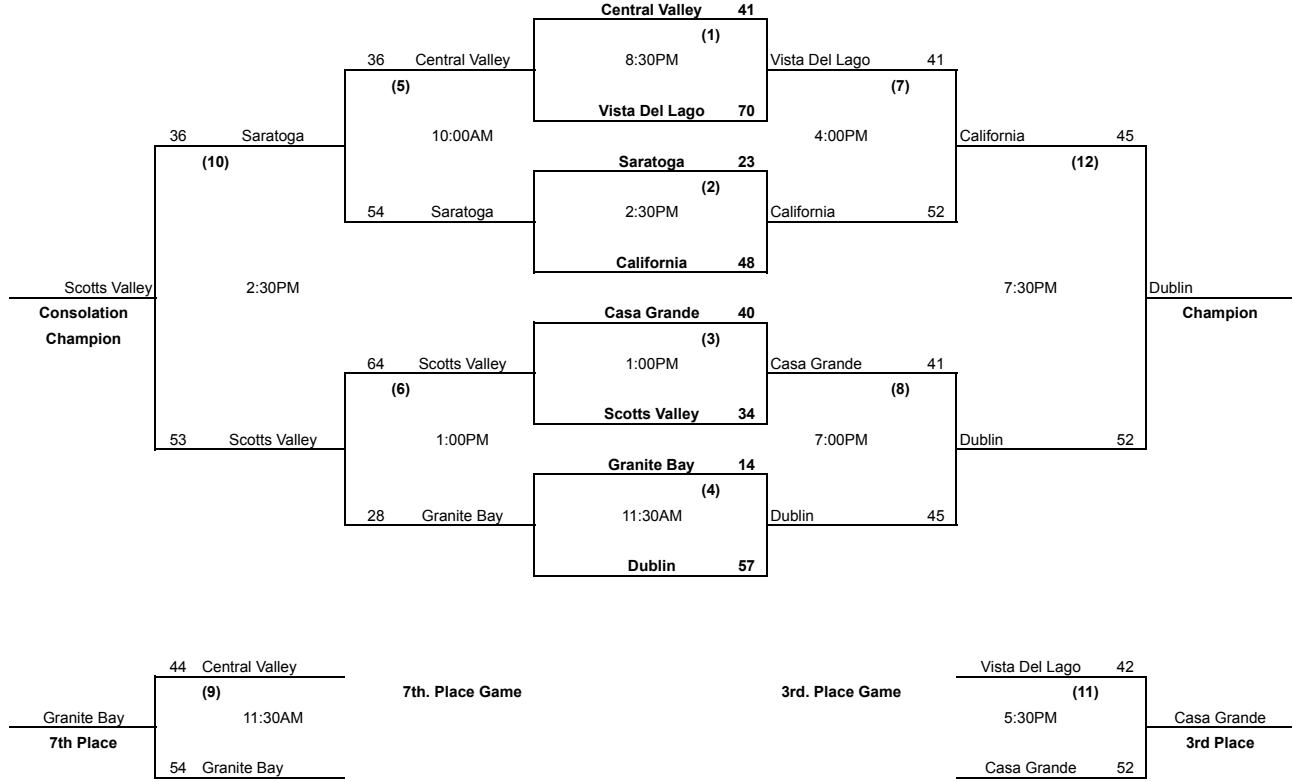 Central Valley 41
(1)
36 Central Valley 8:30PM Vista Del Lago 41
(5) (7)
Vista Del Lago 70
36 Saratoga 10:00AM 4:00PM California 45
(10) Saratoga 23 (12)
(2)
54 Saratoga 2:30PM California 52
California 48
Scotts Valley 2:30PM 7:30PM Dublin
Consolation Casa Grande 40 Champion
Champion (3)
64 Scotts Valley 1:00PM Casa Grande 41
(6) (8)
Scotts Valley 34
53 Scotts Valley 1:00PM 7:00PM Dublin 52
Granite Bay 14
(4)
28 Granite Bay 11:30AM Dublin 45
Dublin 57
44 Central Valley Vista Del Lago 42
(9) 7th. Place Game 3rd. Place Game (11)
Granite Bay 11:30AM 5:30PM Casa Grande
7th Place 3rd Place
54 Granite Bay Casa Grande 52